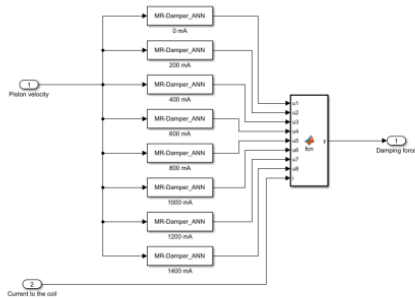 MR-Damper_ANN
0 mA
MR-Damper_ANN
200 mA
MR-Damper_ANN
400 mA
MR-Damper_ANN
600 mA
MR-Damper_ANN
800 mA
MR-Damper_ANN
1000 mA
MR-Damper_ANN
1200 mA
MR-Damper_ANN
1400 mA
1
Piston velocity
2
Current to the coil
u1
u2
u3
u4
u5
u6
u7
u8
i
fcn
y
1
Damping force